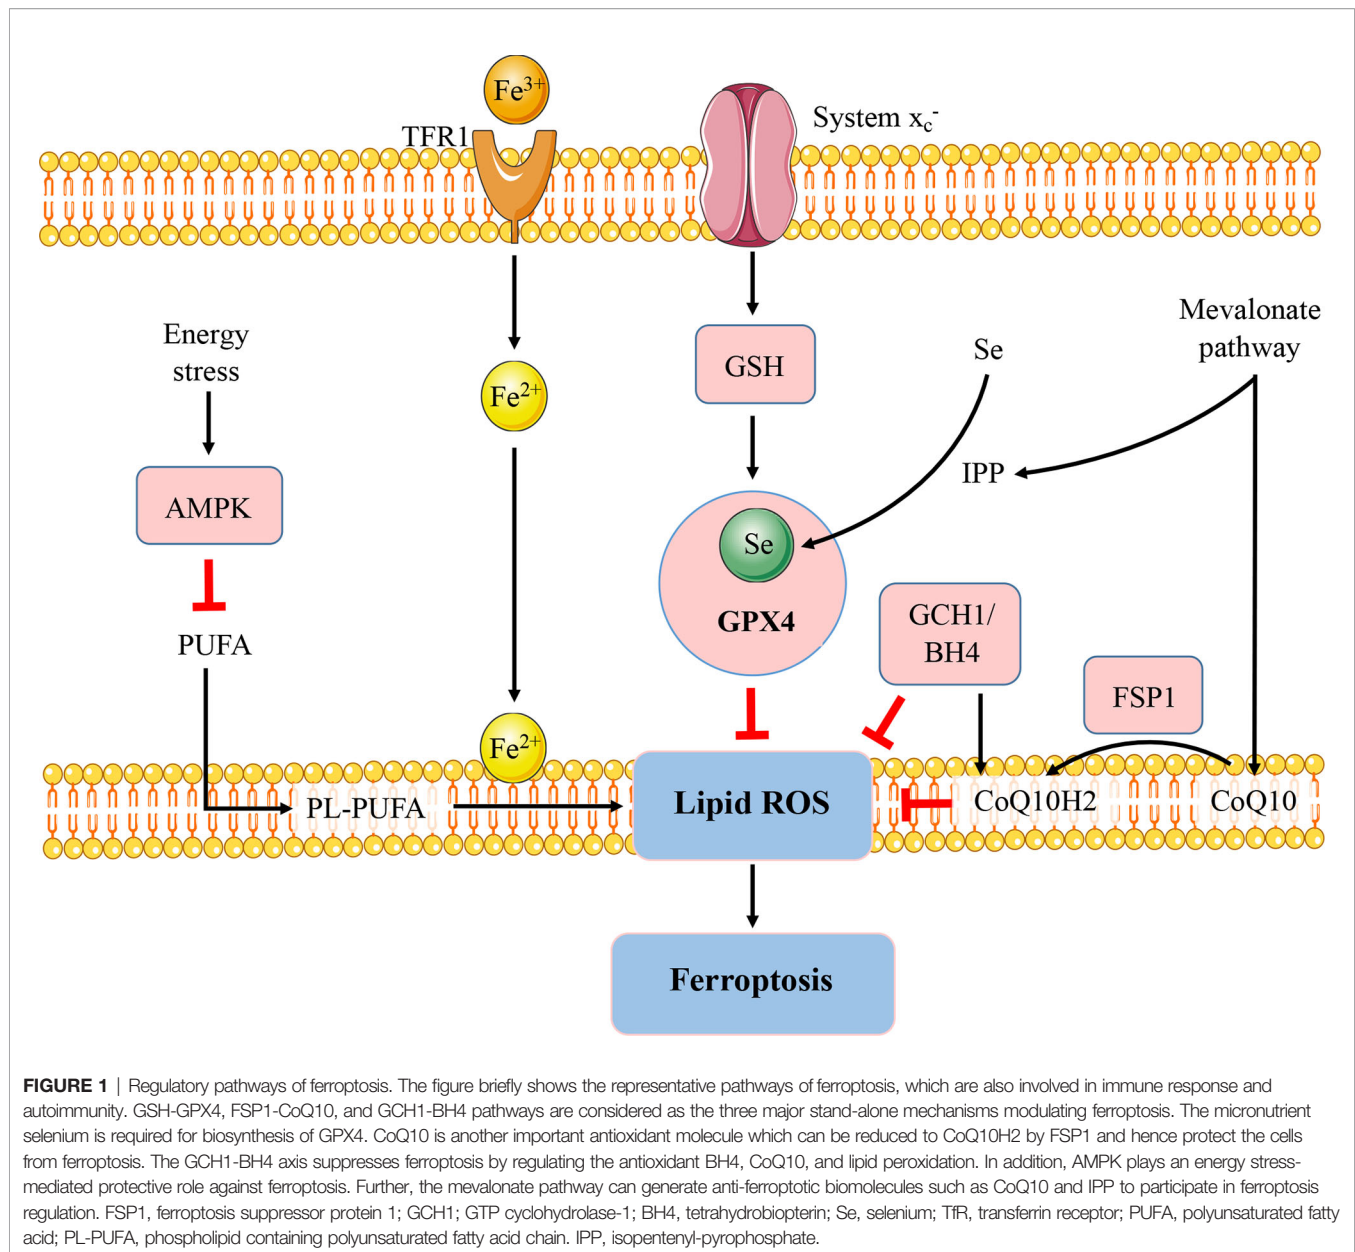 Fe3+
TFR1
System xc-
Energy
stress
Fe2+
GSH
Se
Mevalonate
pathway
IPP
AMPK
Se
GPX4
PUFA
GCH1/
BH4
FSP1
Fe2+
PL-PUFA
Lipid ROS
CoQ10H2
CoQ10
Ferroptosis
FIGURE 1 | Regulatory pathways of ferroptosis. The figure briefly shows the representative pathways of ferroptosis, which are also involved in immune response and
autoimmunity. GSH-GPX4, FSP1-CoQ10, and GCH1-BH4 pathways are considered as the three major stand-alone mechanisms modulating ferroptosis. The micronutrient
selenium is required for biosynthesis of GPX4. CoQ10 is another important antioxidant molecule which can be reduced to CoQ10H2 by FSP1 and hence protect the cells
from ferroptosis. The GCH1-BH4 axis suppresses ferroptosis by regulating the antioxidant BH4, CoQ10, and lipid peroxidation. In addition, AMPK plays an energy stress-
mediated protective role against ferroptosis. Further, the mevalonate pathway can generate anti-ferroptotic biomolecules such as CoQ10 and IPP to participate in ferroptosis
regulation. FSP1, ferroptosis suppressor protein 1; GCH1; GTP cyclohydrolase-1; BH4, tetrahydrobiopterin; Se, selenium; TfR, transferrin receptor; PUFA, polyunsaturated fatty
acid; PL-PUFA, phospholipid containing polyunsaturated fatty acid chain. IPP, isopentenyl-pyrophosphate.